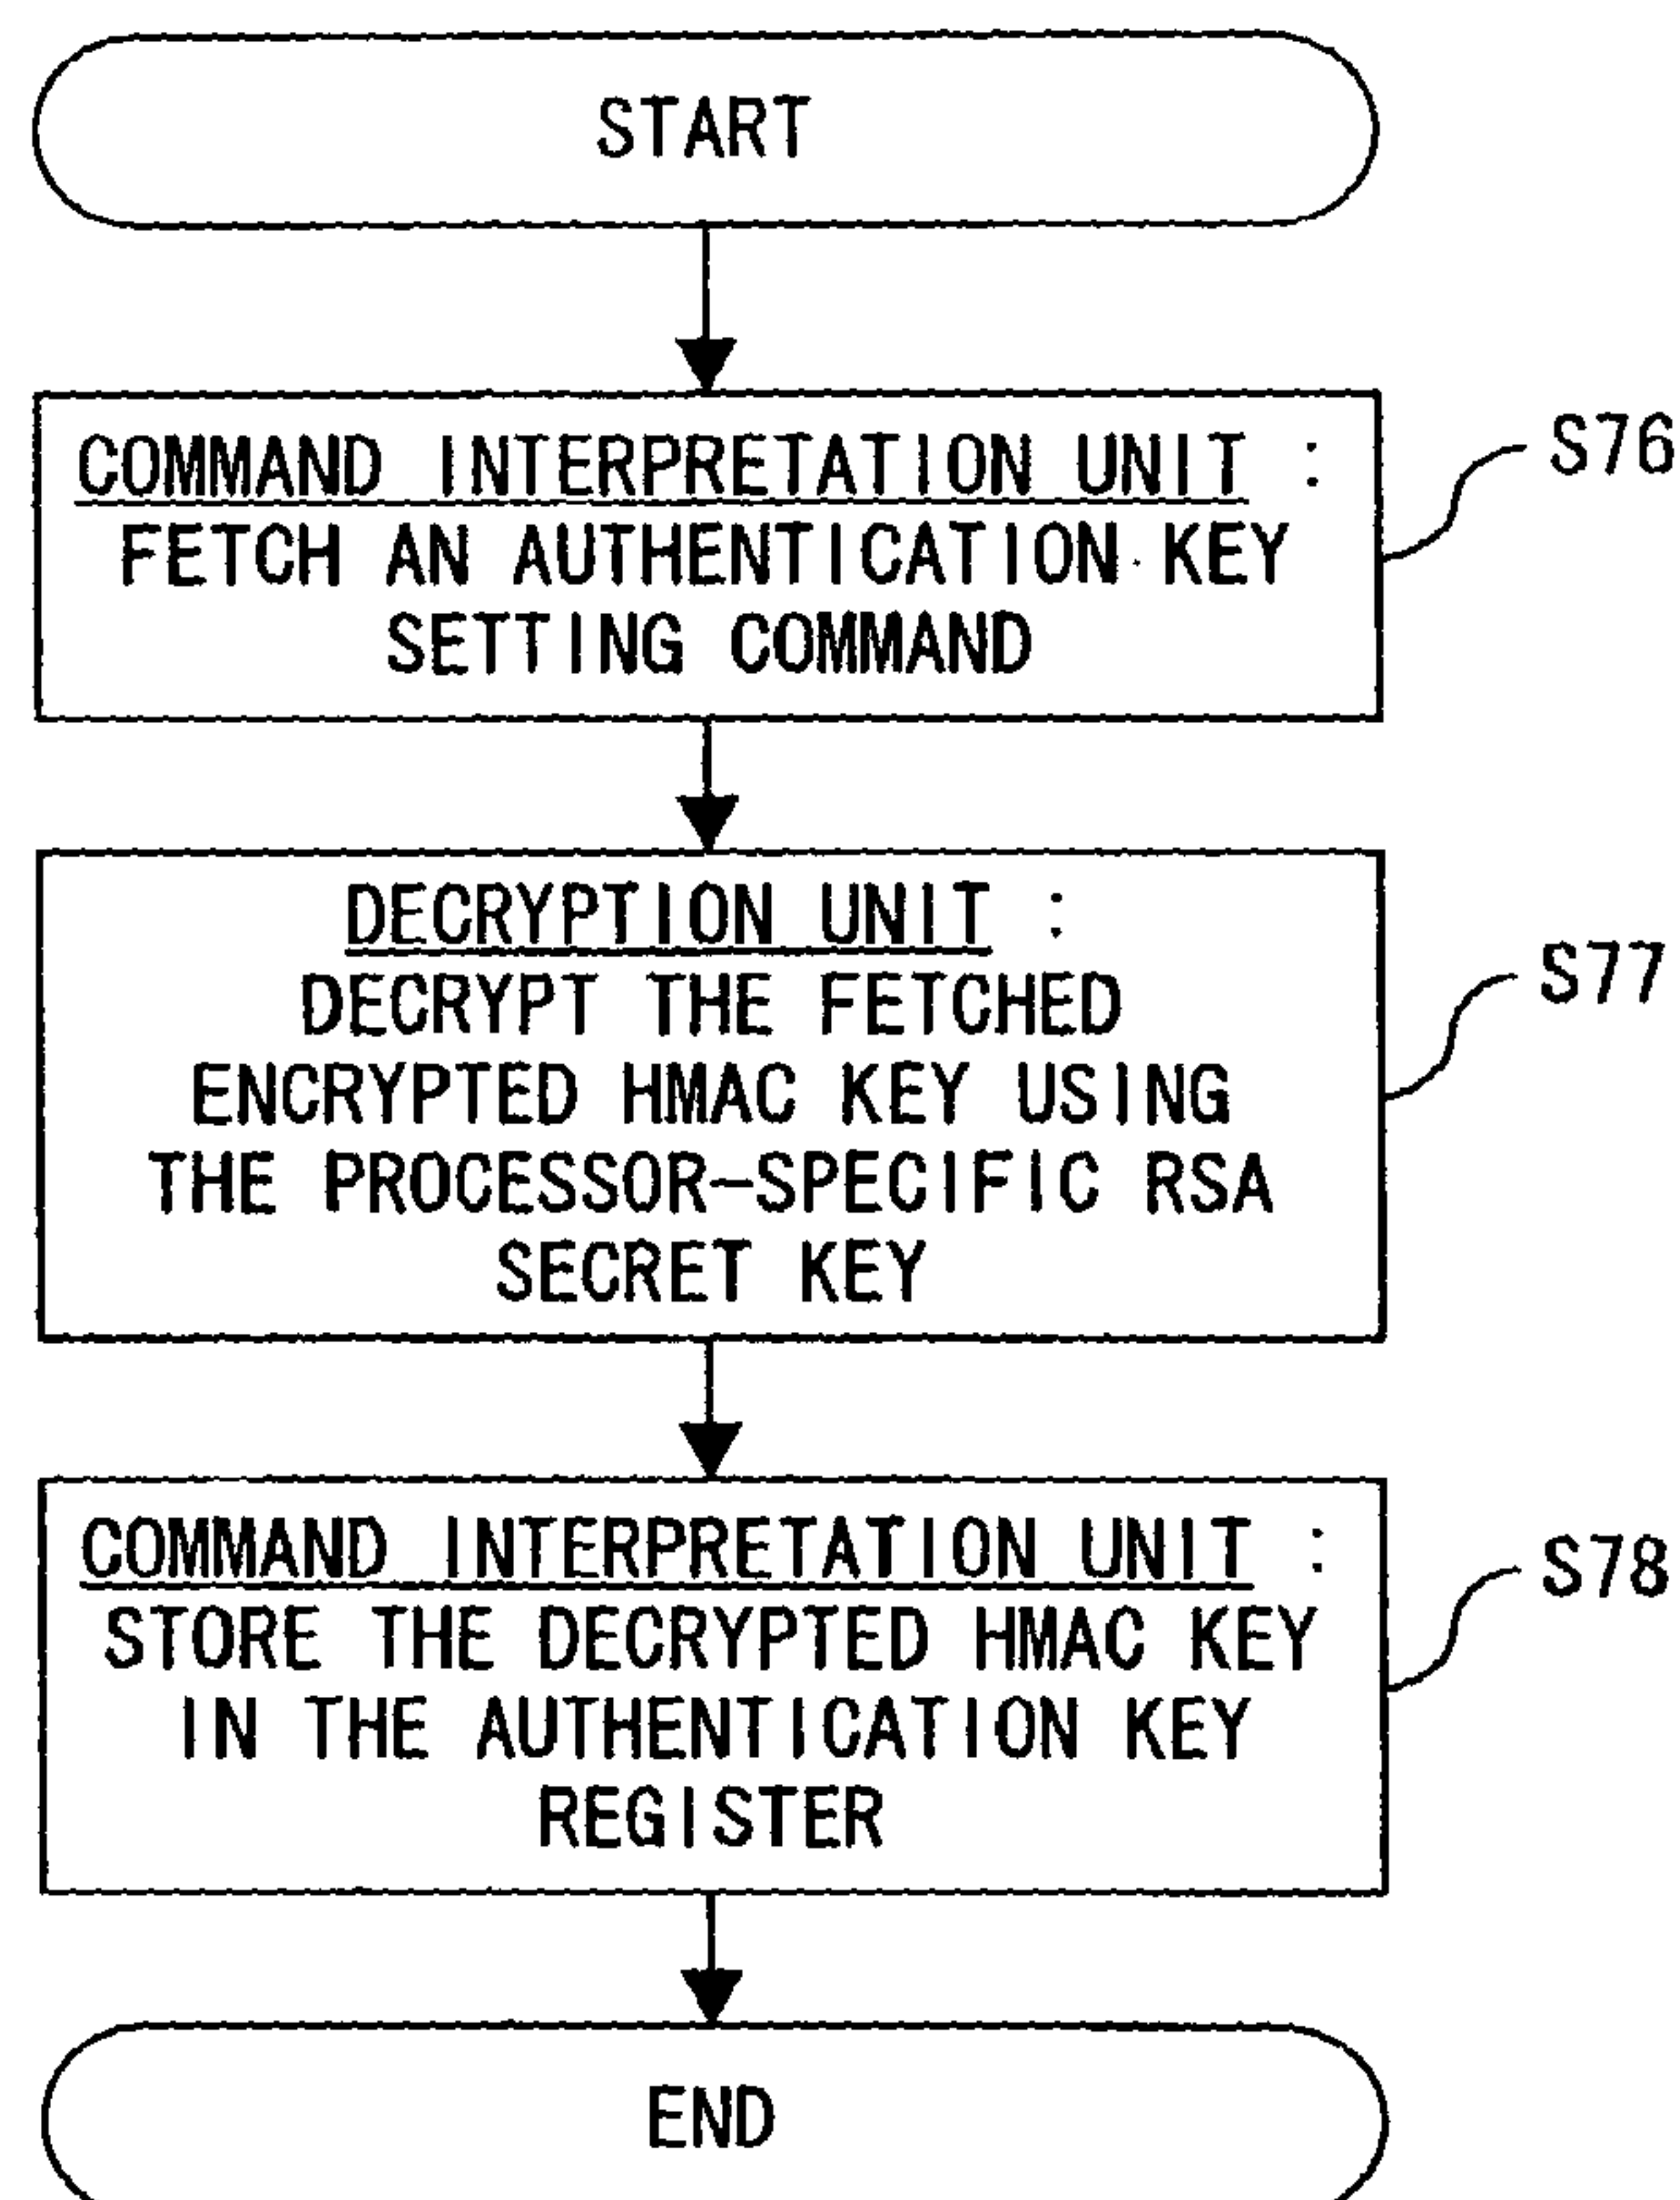 START
COMMAND INTERPRETATION UNIT :
FETCH AN AUTHENTICATION KEY
SETTING COMMAND
S76
DECRYPTION UNIT :
DECRYPT THE FETCHED
ENCRYPTED HMAC KEY USING
THE PROCESSOR-SPECIFIC RSA
SECRET KEY
S77
COMMAND INTERPRETATION UNIT :
STORE THE DECRYPTED HMAC KEY
IN THE AUTHENTICATION KEY
REGISTER
S78
END